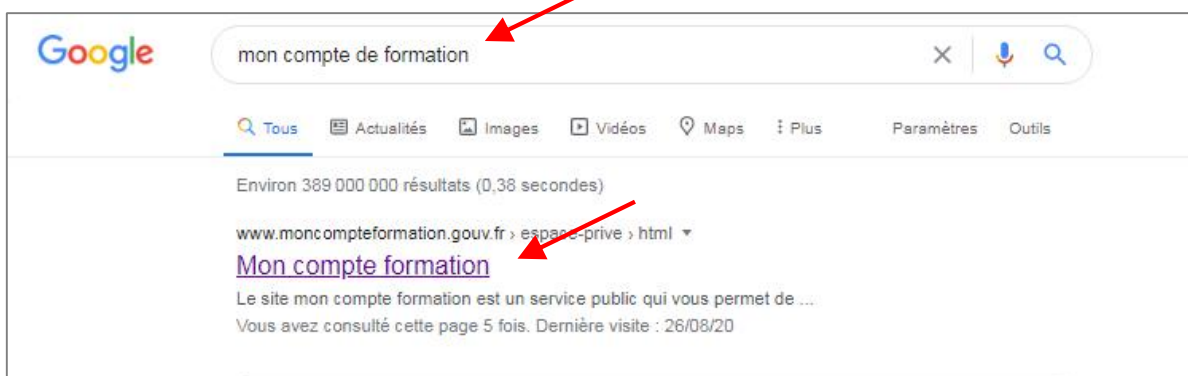 Google mon compte de formation
Tous Actualités Images Vidéos Maps Plus Paramètres Outils
Environ 389 000 000 résultats (0,38 secondes)
www.moncompteformation.gouv.fr › espace-prive › html
Mon compte formation
Le site mon compte formation est un service public qui vous permet de ...
Vous avez consulté cette page 5 fois. Dernière visite : 26/08/20